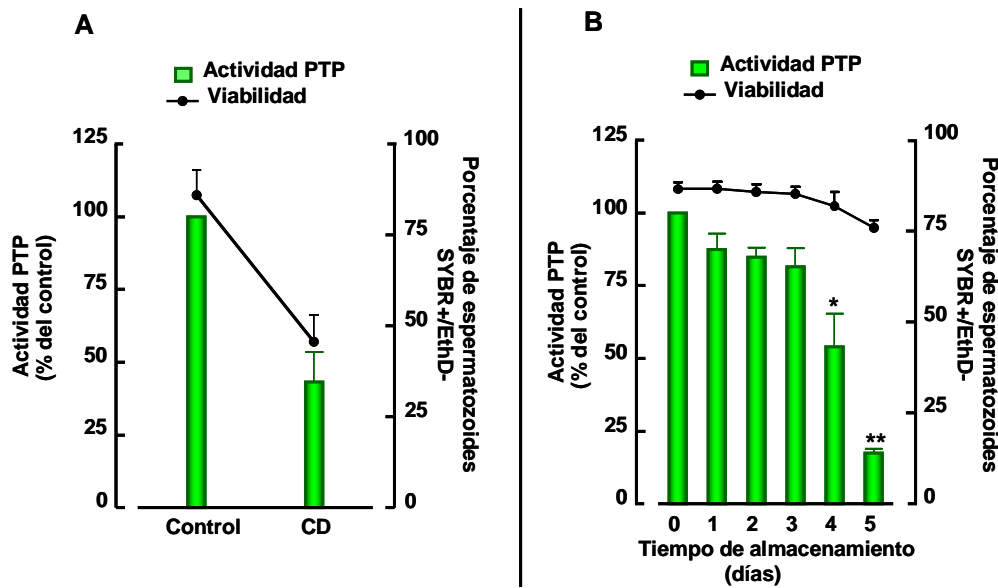 A
Actividad PTP
Viabilidad
125
100
75
50
25
0
Actividad PTP
(% del control)
100
75
50
25
0
Porcentaje de espermatozoides
SYBR+/EthD-
Control
CD
B
Actividad PTP
Viabilidad
125
100
75
50
25
0
Actividad PTP
(% del control)
*
**
100
75
50
25
0
Porcentaje de espermatozoides
SYBR+/EthD-
0 1 2 3 4 5
Tiempo de almacenamiento
(días)